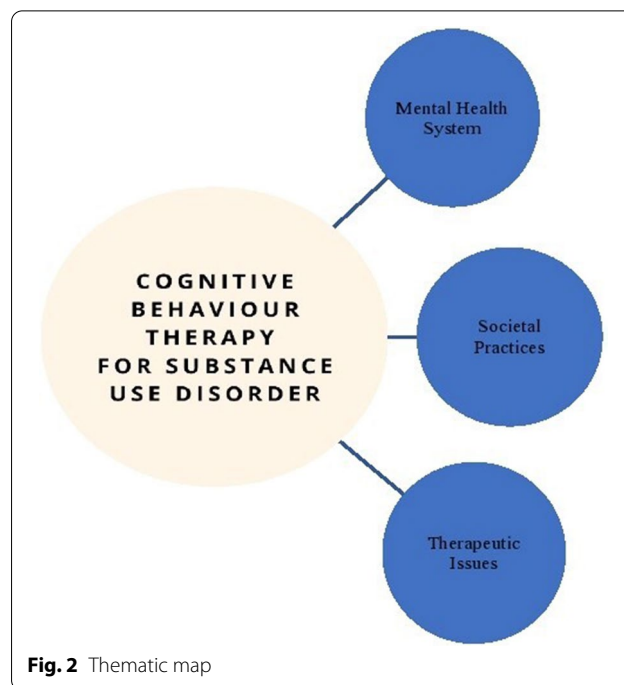 Mental Health
System
COGNITIVE
BEHAVIOUR
THERAPY
FOR SUBSTANCE
USE DISORDER
Societal
Practices
Therapeutic
Issues
Fig. 2 Thematic map